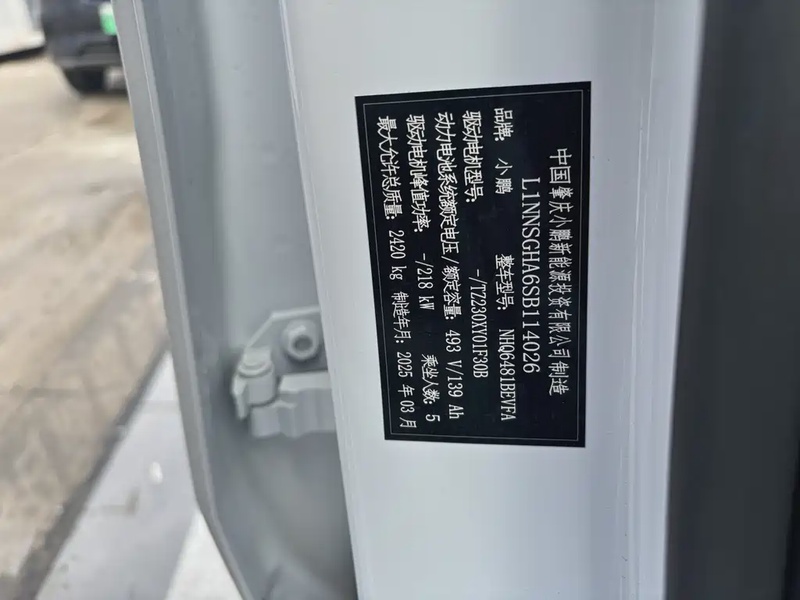 中国肇庆小鹏新能源投资有限公司制造
L1NNSGHA6SB114026
品牌: 小鹏 整车型号: NHQ6481BEVFA
驱动电机型号: -/TZ230XY01F30B
动力电池系统额定电压/额定容量: 493 V/139 Ah
驱动电机峰值功率: -/218 kW 乘坐人数: 5
最大允许总质量: 2420 kg 制造年月: 2025 年 03 月